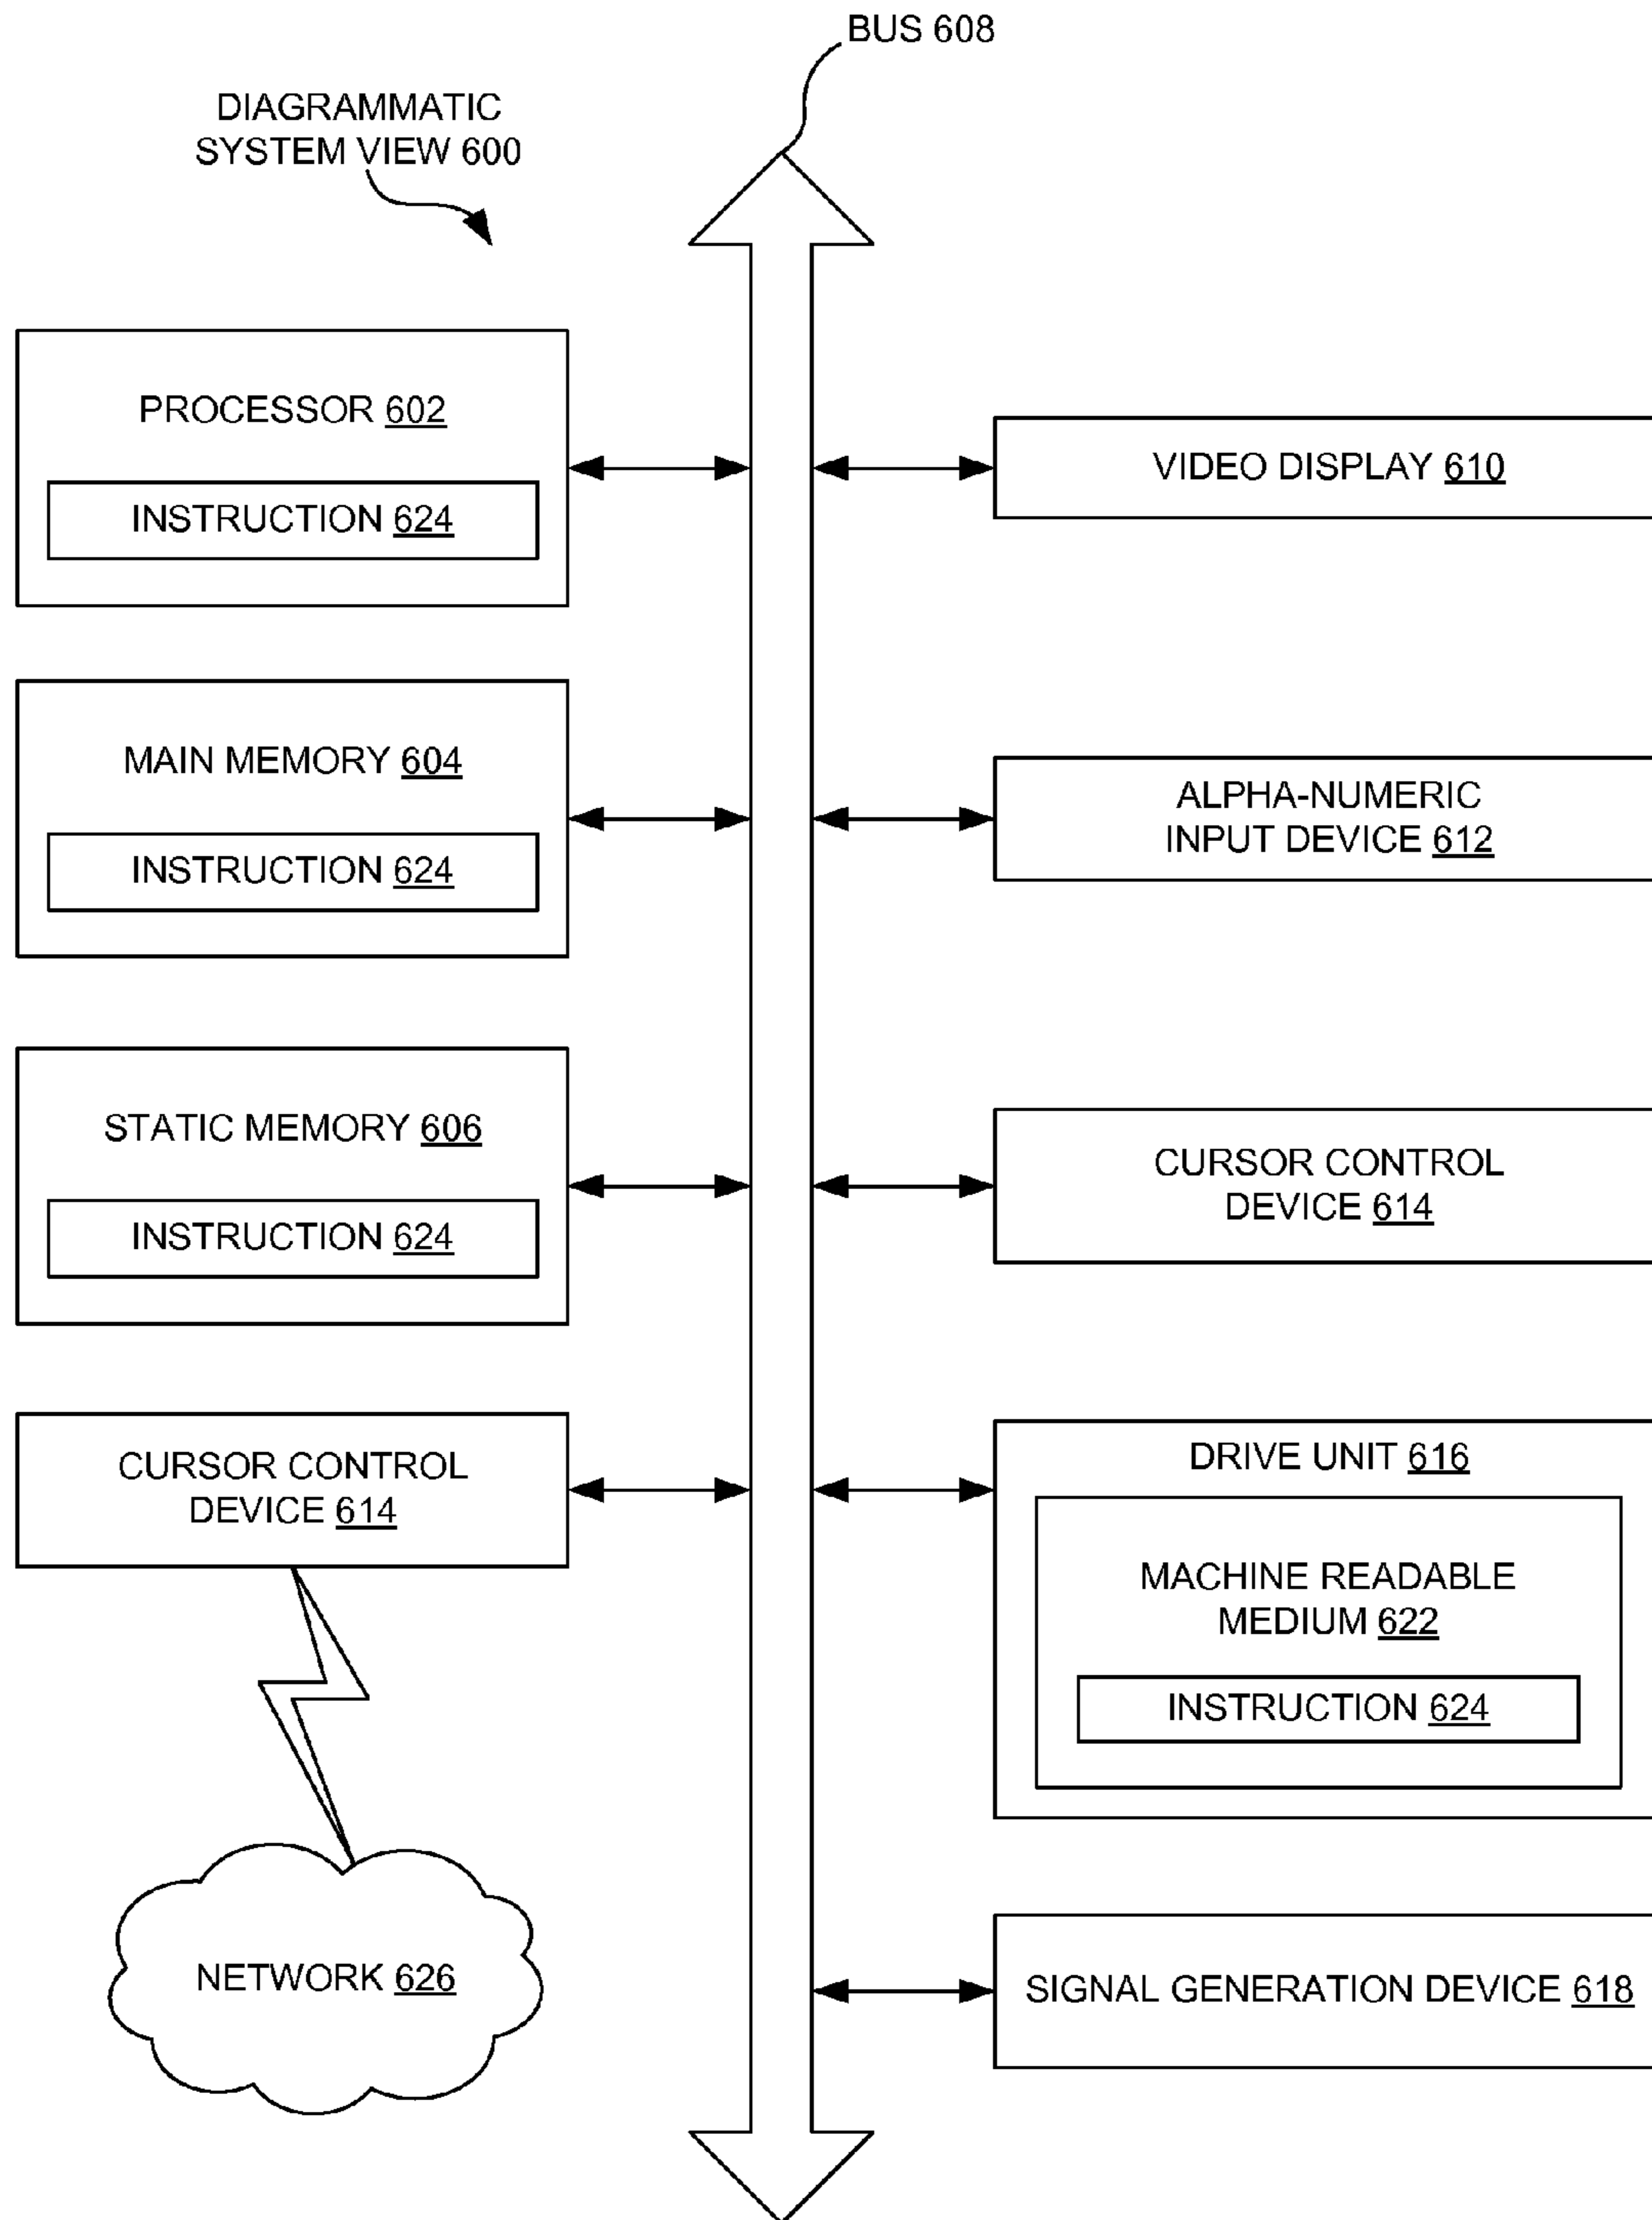 BUS 608
DIAGRAMMATIC
SYSTEM VIEW 600
PROCESSOR 602
INSTRUCTION 624
MAIN MEMORY 604
INSTRUCTION 624
STATIC MEMORY 606
INSTRUCTION 624
CURSOR CONTROL
DEVICE 614
NETWORK 626
VIDEO DISPLAY 610
ALPHA-NUMERIC
INPUT DEVICE 612
CURSOR CONTROL
DEVICE 614
DRIVE UNIT 616
MACHINE READABLE
MEDIUM 622
INSTRUCTION 624
SIGNAL GENERATION DEVICE 618